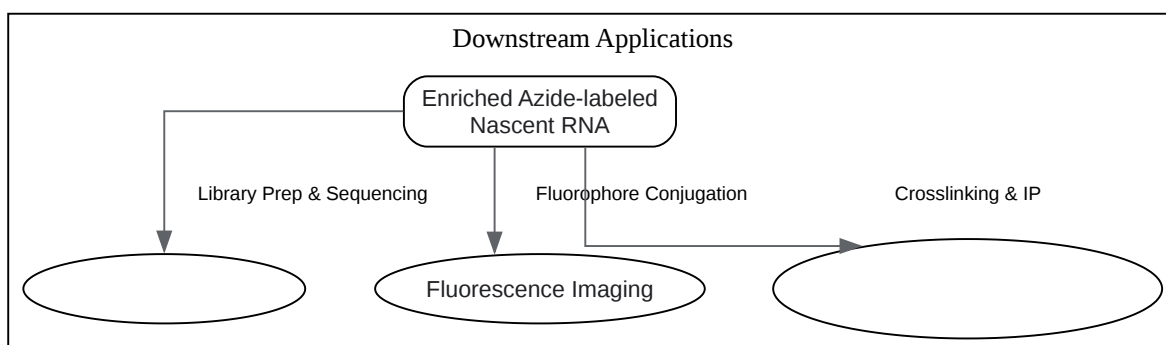 Downstream Applications
Enriched Azide-labeled
Nascent RNA
Library Prep & Sequencing
Fluorophore Conjugation
Crosslinking & IP
Fluorescence Imaging